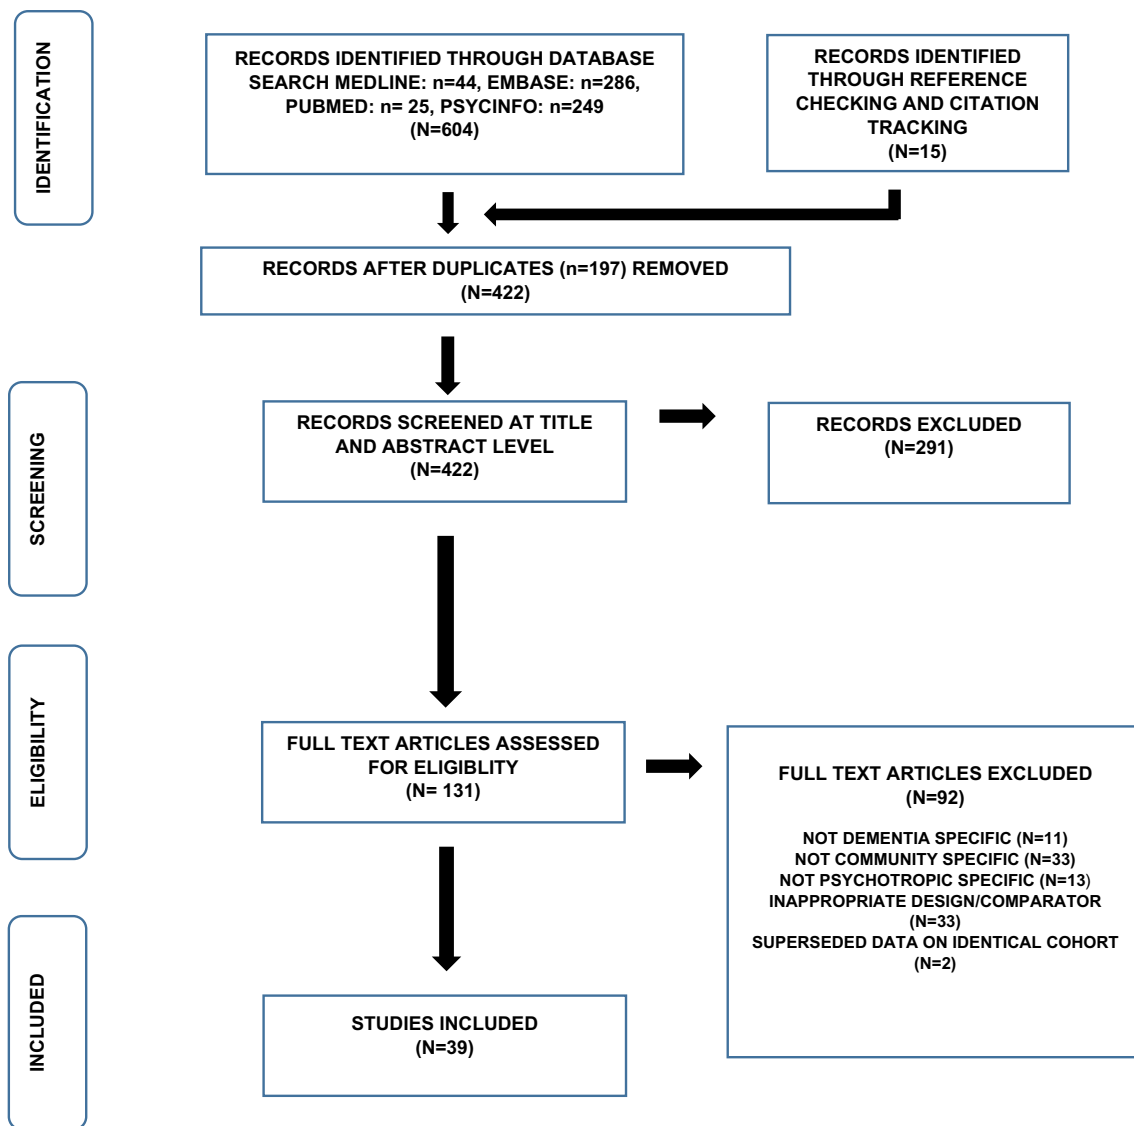 IDENTIFICATION
RECORDS IDENTIFIED THROUGH DATABASE
SEARCH MEDLINE: n=44, EMBASE: n=286,
PUBMED: n= 25, PSYCINFO: n=249
(N=604)
RECORDS IDENTIFIED
THROUGH REFERENCE
CHECKING AND CITATION
TRACKING
(N=15)
RECORDS AFTER DUPLICATES (n=197) REMOVED
(N=422)
SCREENING
RECORDS SCREENED AT TITLE
AND ABSTRACT LEVEL
(N=422)
RECORDS EXCLUDED
(N=291)
ELIGIBILITY
FULL TEXT ARTICLES ASSESSED
FOR ELIGIBLITY
(N= 131)
FULL TEXT ARTICLES EXCLUDED
(N=92)
NOT DEMENTIA SPECIFIC (N=11)
NOT COMMUNITY SPECIFIC (N=33)
NOT PSYCHOTROPIC SPECIFIC (N=13)
INAPPROPRIATE DESIGN/COMPARATOR
(N=33)
SUPERSEDED DATA ON IDENTICAL COHORT
(N=2)
INCLUDED
STUDIES INCLUDED
(N=39)